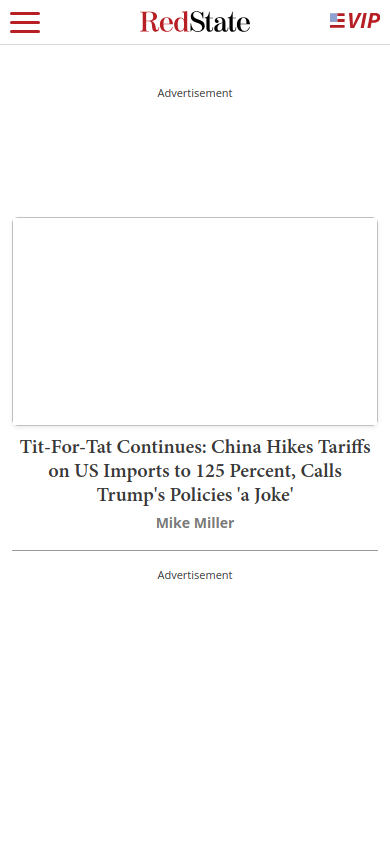 RedState
VIP
Advertisement
Tit-For-Tat Continues: China Hikes Tariffs
on US Imports to 125 Percent, Calls
Trump's Policies 'a Joke'
Mike Miller
Advertisement